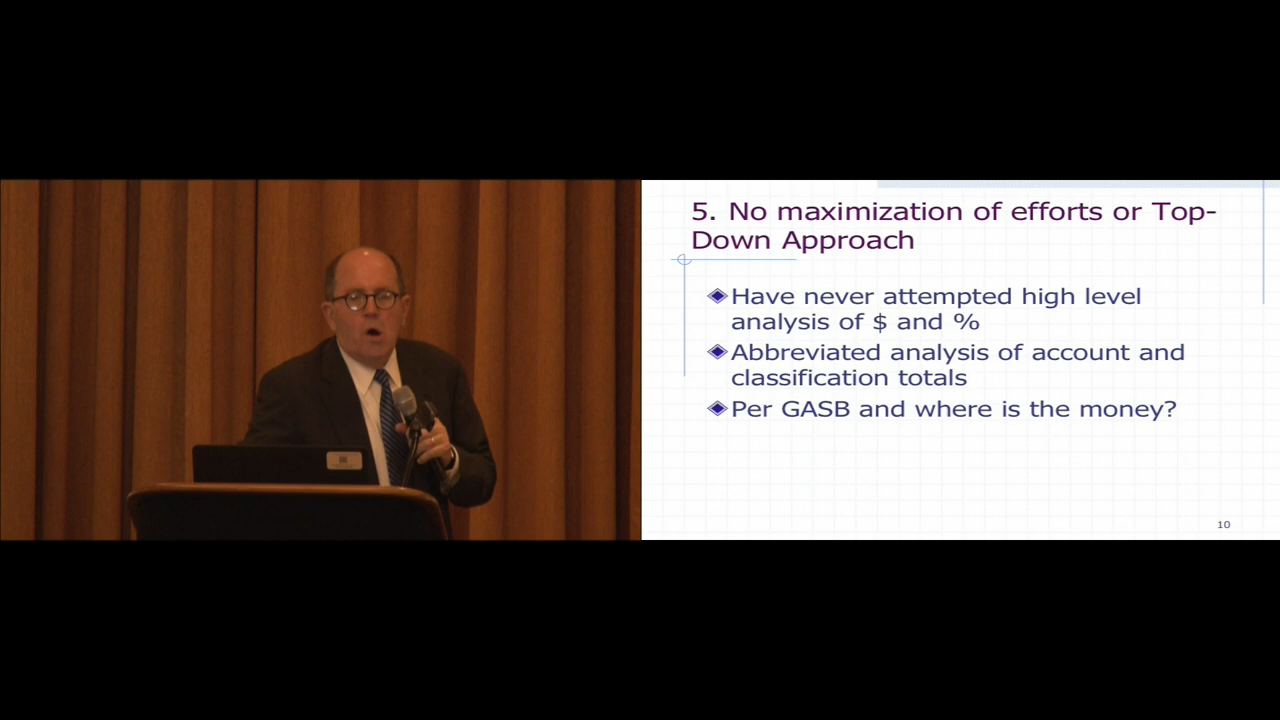 5. No maximization of efforts or Top-
Down Approach
Have never attempted high level
analysis of $ and %
Abbreviated analysis of account and
classification totals
Per GASB and where is the money?
10